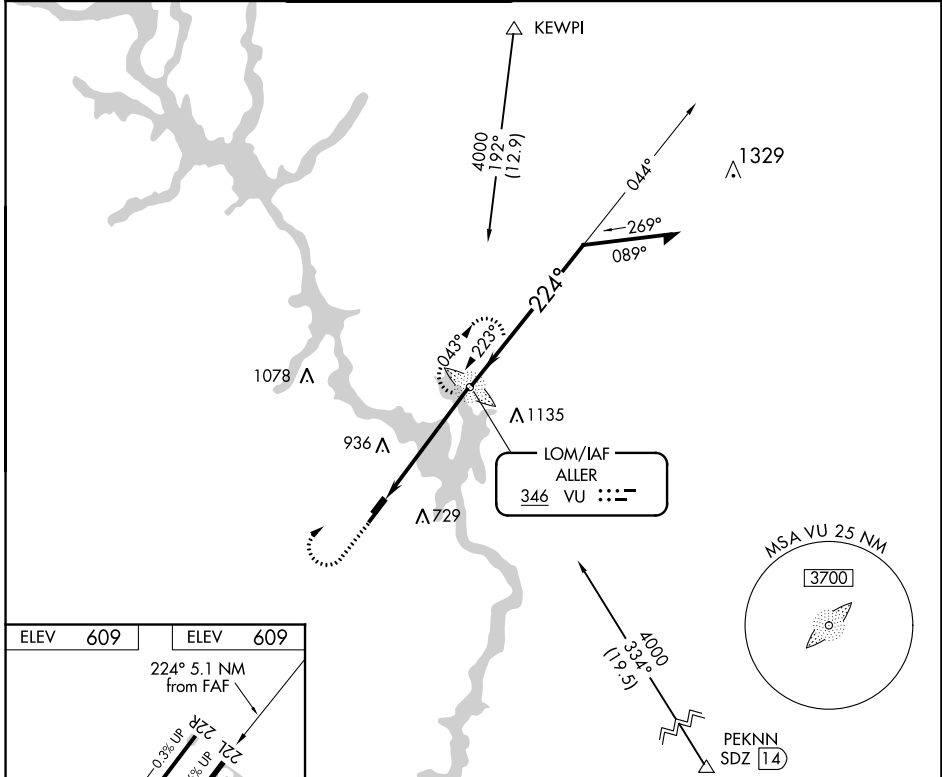 KEWPI
4000
192°
(12.9)
1329
044°
269°
089°
224°
043°
223°
1078
1135
936
LOM/IAF
ALLER
346 VU
729
MSA VU 25 NM
3700
4000
334°
(19.5)
PEKNN
SDZ 14
ELEV 609
ELEV 609
224° 5.1 NM
from FAF
22R
22L
0.3% UP
% UP